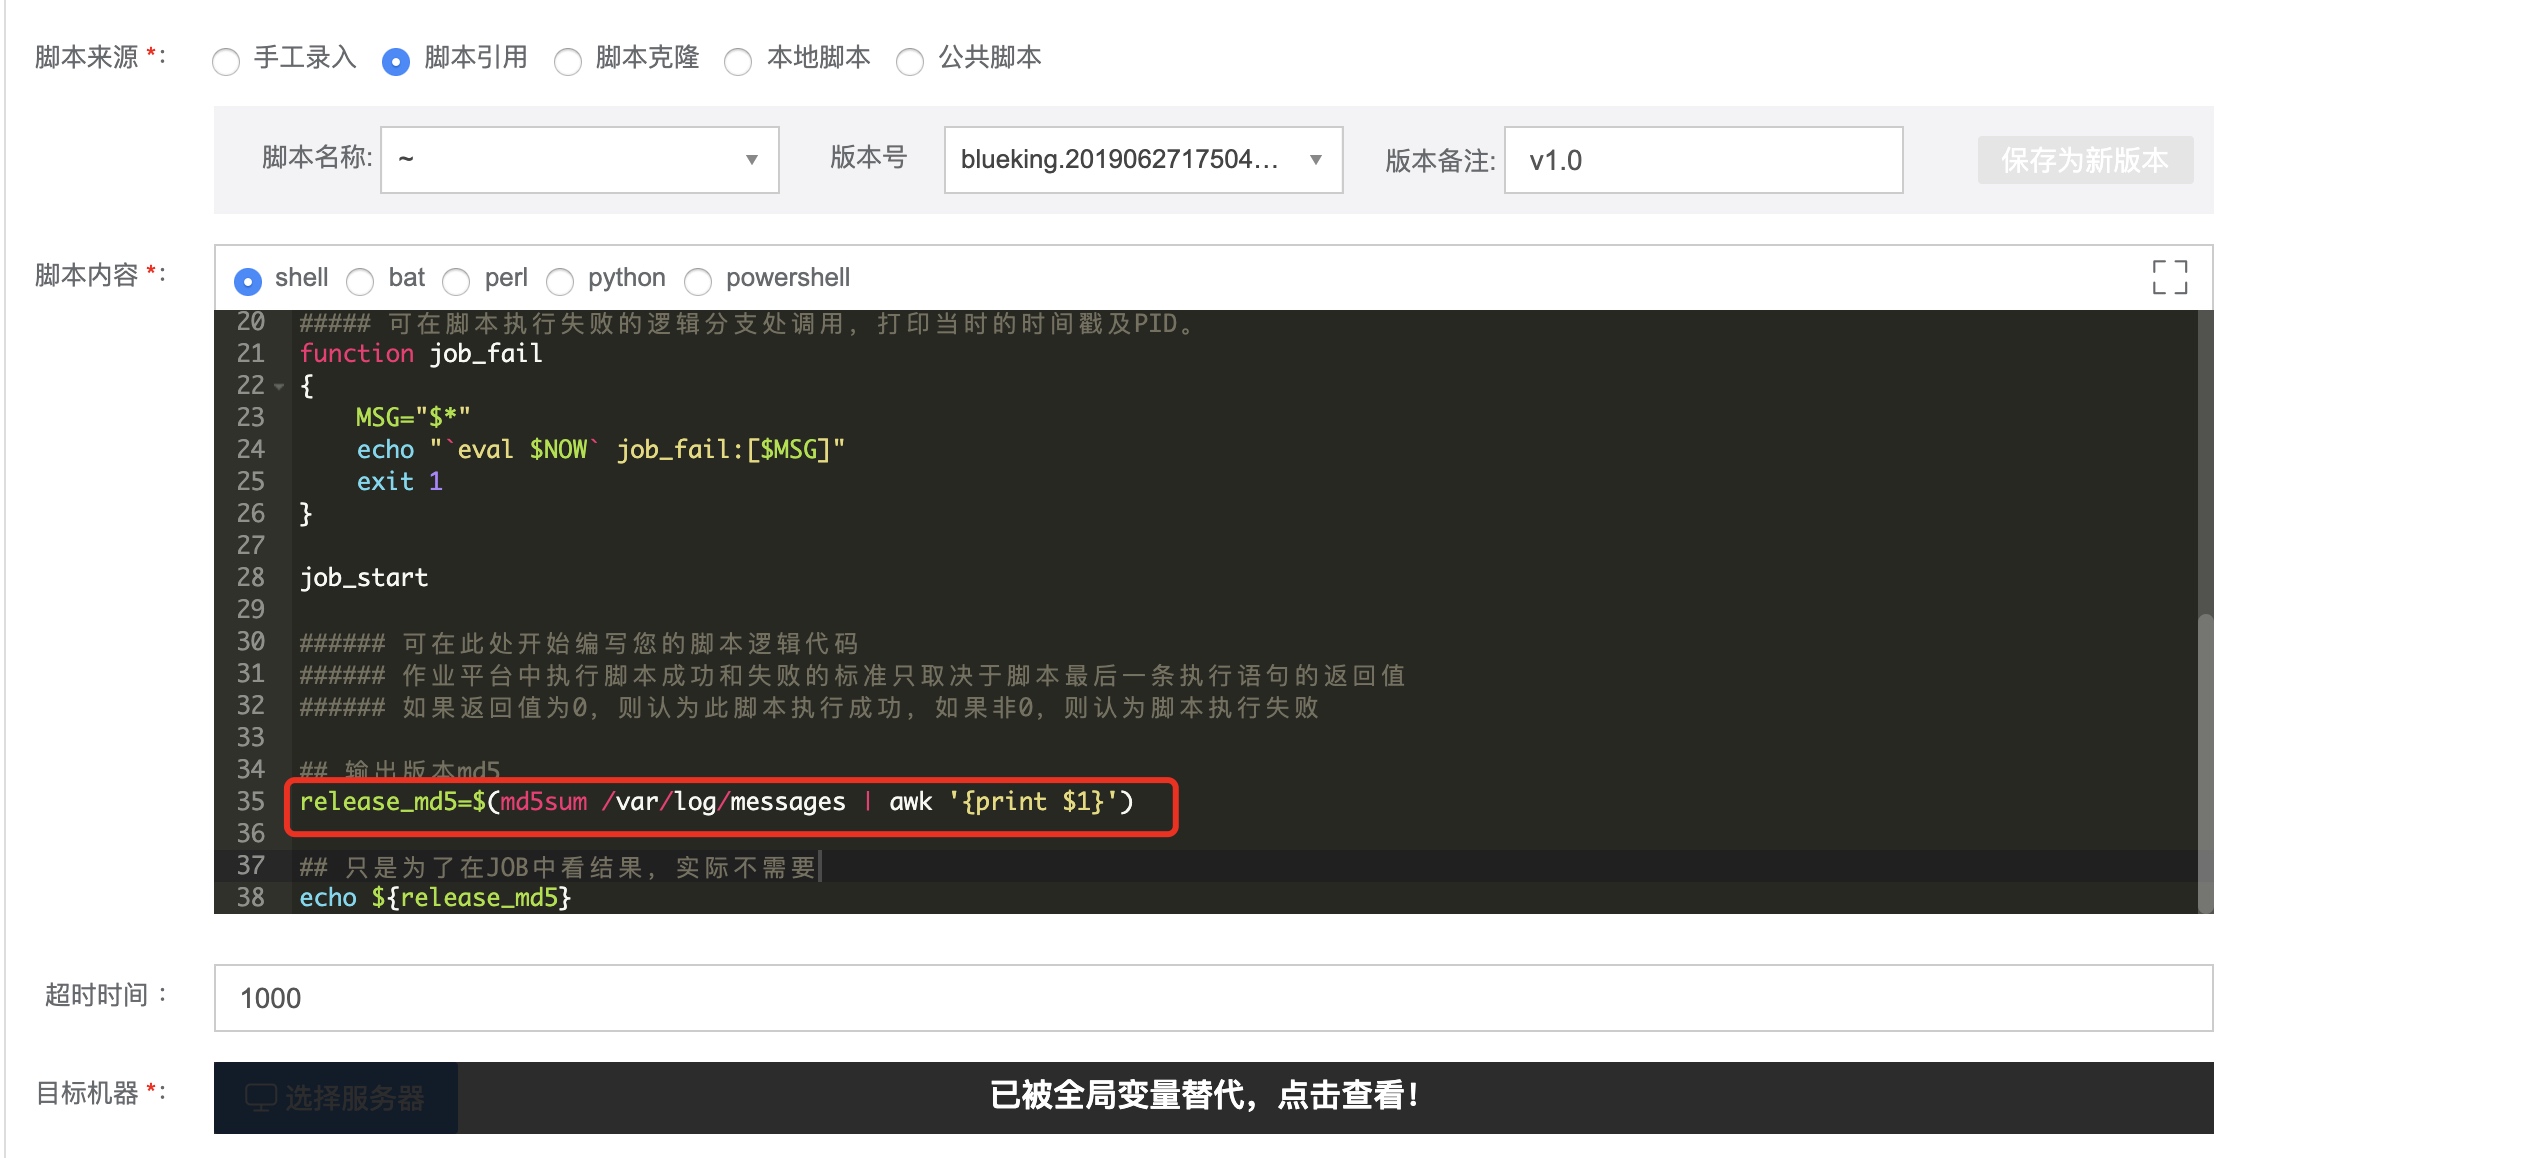 脚本来源 *: 手工录入 脚本引用 脚本克隆 本地脚本 公共脚本
脚本名称: ~ 版本号 blueking.2019062717504... 版本备注: v1.0 保存为新版本
脚本内容 *: shell bat perl python powershell
20 ##### 可在脚本执行失败的逻辑分支处调用, 打印当时的时间戳及PID。
21 function job_fail
22 {
23     MSG="$*"
24     echo "`eval $NOW` job_fail:[$MSG]"
25     exit 1
26 }
27
28 job_start
29
30 ###### 可在此处开始编写您的脚本逻辑代码
31 ###### 作业平台中执行脚本成功和失败的标准只取决于脚本最后一条执行语句的返回值
32 ###### 如果返回值为0, 则认为此脚本执行成功, 如果非0, 则认为脚本执行失败
33
34 ## 输出版本md5
35 release_md5=$(md5sum /var/log/messages | awk '{print $1}')
36
37 ## 只是为了在JOB中看结果, 实际不需要
38 echo ${release_md5}
超时时间 : 1000
目标机器 *: 选择服务器 已被全局变量替代，点击查看！